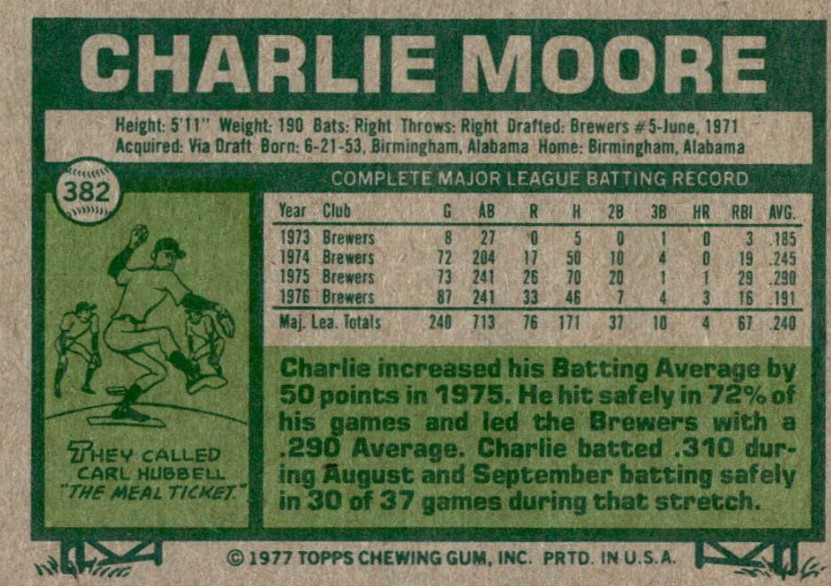 CHARLIE MOORE
Height: 5'11" Weight: 190 Bats: Right Throws: Right Drafted: Brewers #5-June, 1971
Acquired: Via Draft Born: 6-21-53, Birmingham, Alabama Home: Birmingham, Alabama
382
COMPLETE MAJOR LEAGUE BATTING RECORD
Year Club G AB R H 2B 3B HR RBI AVG.
1973 Brewers 8 27 0 5 0 1 0 3 .185
1974 Brewers 72 204 17 50 10 4 0 19 .245
1975 Brewers 73 241 26 70 20 1 1 29 .290
1976 Brewers 87 241 33 46 7 4 3 16 .191
Maj. Lea. Totals 240 713 76 171 37 10 4 67 .240
THEY CALLED
CARL HUBBELL
"THE MEAL TICKET."
Charlie increased his Batting Average by
50 points in 1975. He hit safely in 72% of
his games and led the Brewers with a
.290 Average. Charlie batted .310 dur-
ing August and September batting safely
in 30 of 37 games during that stretch.
© 1977 TOPPS CHEWING GUM, INC. PRTD. IN U.S.A.